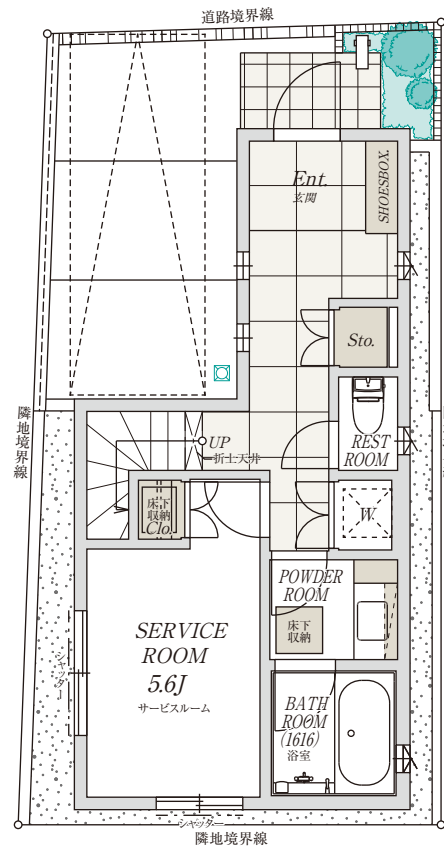 道路境界線
Ent.
玄関
SHOESBOX.
Sto.
隣地境界線
UP
折上天井
REST
ROOM
床下
収納
Clo.
W.
POWDER
ROOM
床下
収納
SERVICE
ROOM
5.6J
サービスルーム
シャッター
BATH
ROOM
(1616)
浴室
シャッター
隣地境界線